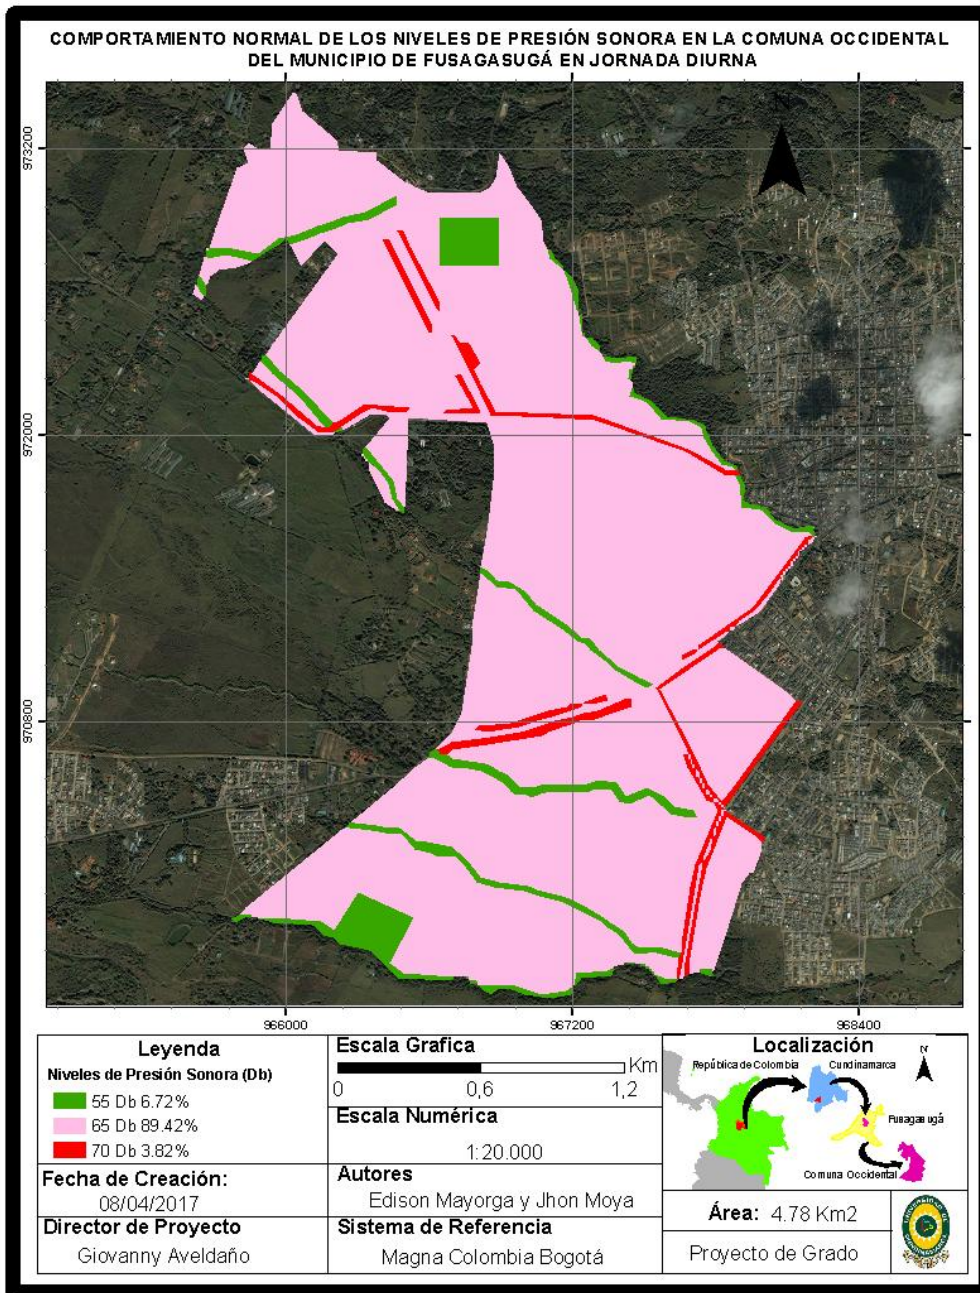 COMPORTAMIENTO NORMAL DE LOS NIVELES DE PRESIÓN SONORA EN LA COMUNA OCCIDENTAL
DEL MUNICIPIO DE FUSAGASUGÁ EN JORNADA DIURNA
N
973200
972000
970800
966000
967200
968400
Leyenda
Niveles de Presión Sonora (Db)
55 Db 6.72%
65 Db 89.42%
70 Db 3.82%
Fecha de Creación:
08/04/2017
Director de Proyecto
Giovanny Aveldaño
Escala Grafica
Km
0 0,6 1,2
Escala Numérica
1:20.000
Autores
Edison Mayorga y Jhon Moya
Sistema de Referencia
Magna Colombia Bogotá
Localización
N
República de Colombia
Cundinamarca
Fusagasugá
Comuna Occidental
Área: 4.78 Km2
Proyecto de Grado